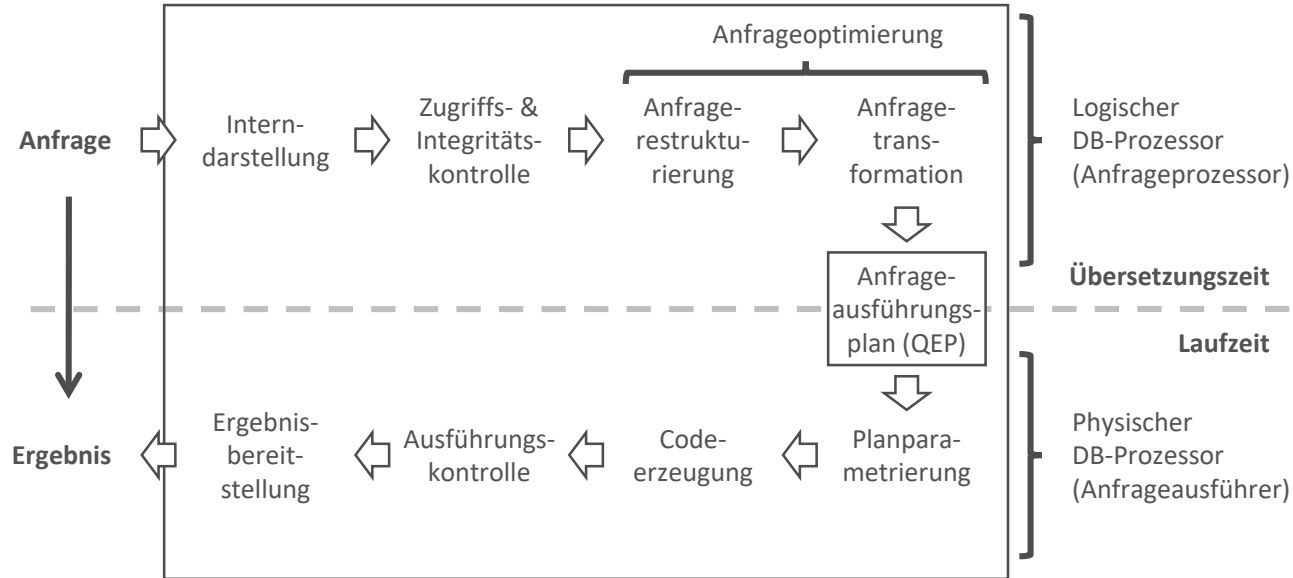 Anfrageoptimierung
Anfrage
Intern-
darstellung
Zugriffs- &
Integritäts-
kontrolle
Anfrage-
restruktu-
rierung
Anfrage-
trans-
formation
Logischer
DB-Prozessor
(Anfrageprozessor)
Anfrage-
ausführungs-
plan (QEP)
Übersetzungszeit
Laufzeit
Ergebnis
Ergebnis-
bereit-
stellung
Ausführungs-
kontrolle
Code-
erzeugung
Planpara-
metrierung
Physischer
DB-Prozessor
(Anfrageausführer)